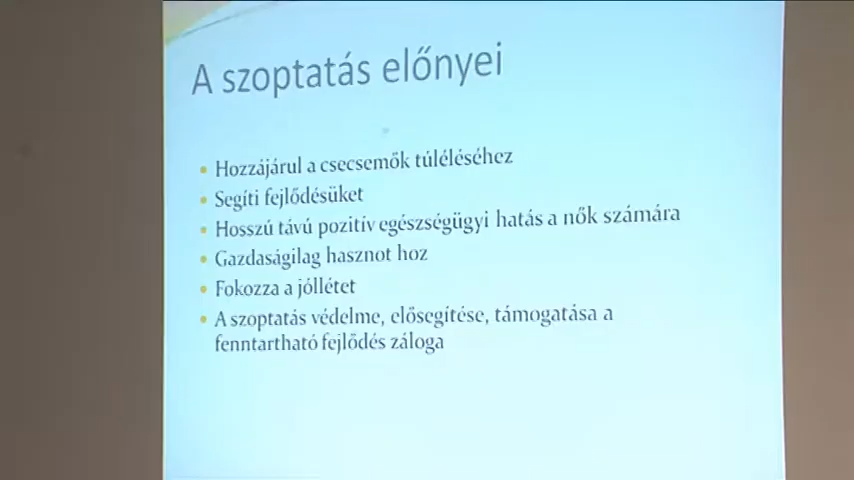 A szoptatás előnyei
• Hozzájárul a csecsemők túléléséhez
• Segíti fejlődésüket
• Hosszú távú pozitív egészségügyi hatás a nők számára
• Gazdaságilag hasznot hoz
• Fokozza a jóllétet
• A szoptatás védelme, elősegítése, támogatása a
fenntartható fejlődés záloga